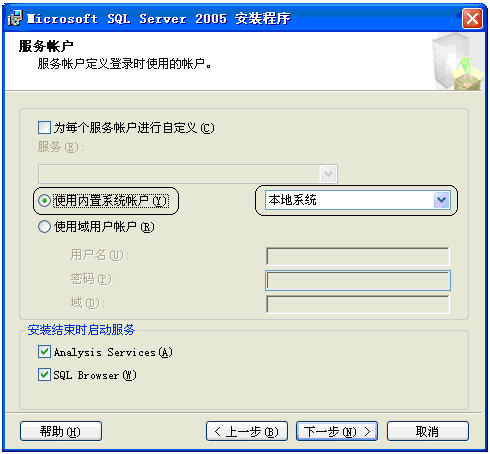 Microsoft SQL Server 2005 安装程序
服务帐户
服务帐户定义登录时使用的帐户。
为每个服务帐户进行自定义(C)
服务(E):
使用内置系统帐户(Y)
本地系统
使用域用户帐户(R)
用户名(U):
密码(P):
域(D):
安装结束时启动服务
Analysis Services(A)
SQL Browser(W)
帮助(H)
< 上一步(B)
下一步(N) >
取消